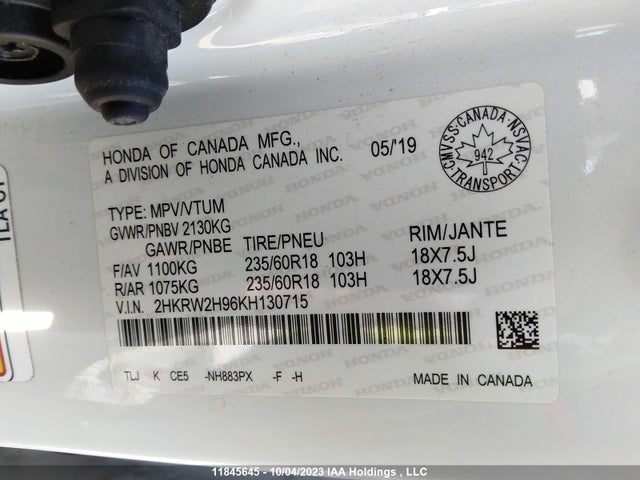 HONDA OF CANADA MFG.,
A DIVISION OF HONDA CANADA INC. 05/'19
CMVSS·CANADA·NSVAC
942
TRANSPORT
TYPE: MPV/VTUM
GVWR/PNBV 2130KG
GAWR/PNBE TIRE/PNEU RIM/JANTE
F/AV 1100KG 235/60R18 103H 18X7.5J
R/AR 1075KG 235/60R18 103H 18X7.5J
V.I.N. 2HKRW2H96KH130715
TLJ K CE5 -NH883PX -F -H MADE IN CANADA
11845645 - 10/04/2023 IAA Holdings , LLC